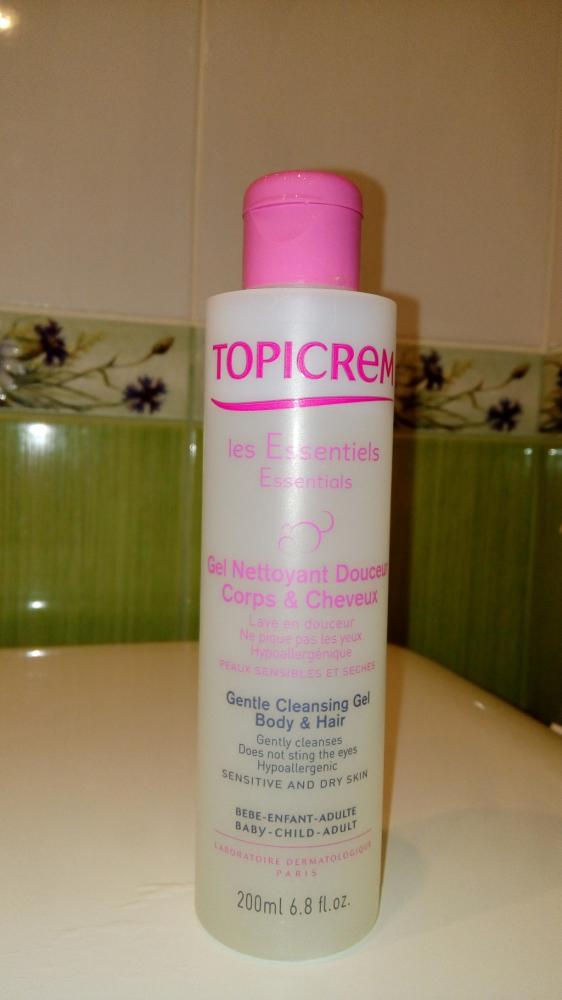 TOPICREM
les Essentiels
Essentials
Gel Nettoyant Douceur
Corps & Cheveux
Lave en douceur
Ne pique pas les yeux
Hypoallergénique
PEAUX SENSIBLES ET SECHES
Gentle Cleansing Gel
Body & Hair
Gently cleanses
Does not sting the eyes
Hypoallergenic
SENSITIVE AND DRY SKIN
BEBE-ENFANT-ADULTE
BABY-CHILD-ADULT
LABORATOIRE DERMATOLOGIQUE
PARIS
200ml 6.8 fl.oz.